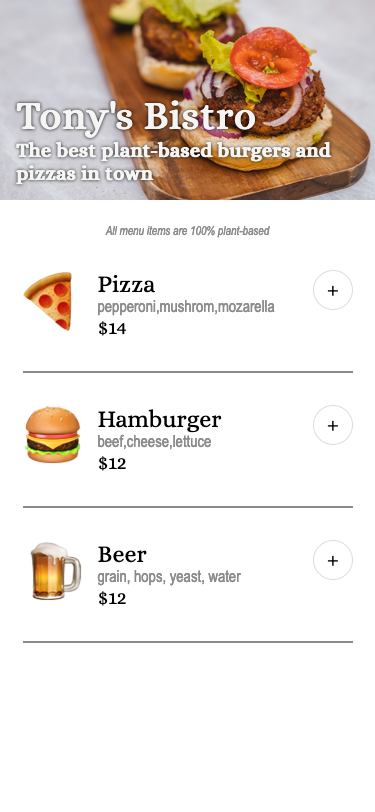 Tony's Bistro
The best plant-based burgers and
pizzas in town
All menu items are 100% plant-based
Pizza
pepperoni,mushrom,mozarella
$14
+
Hamburger
beef,cheese,lettuce
$12
+
Beer
grain, hops, yeast, water
$12
+